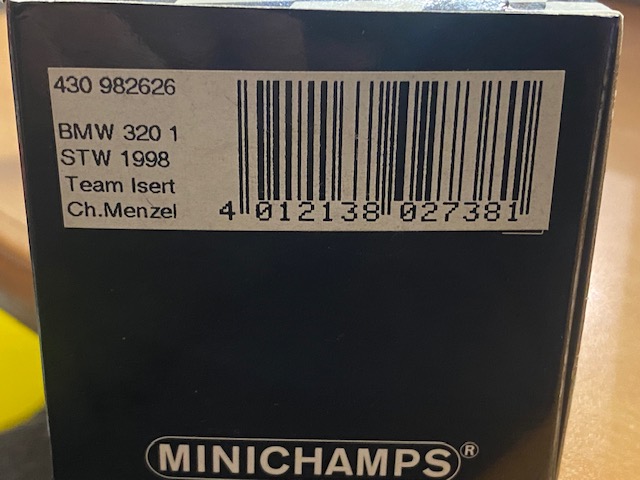 430 982626
BMW 320 1
STW 1998
Team Isert
Ch.Menzel
4 012138 027381
MINICHAMPS®